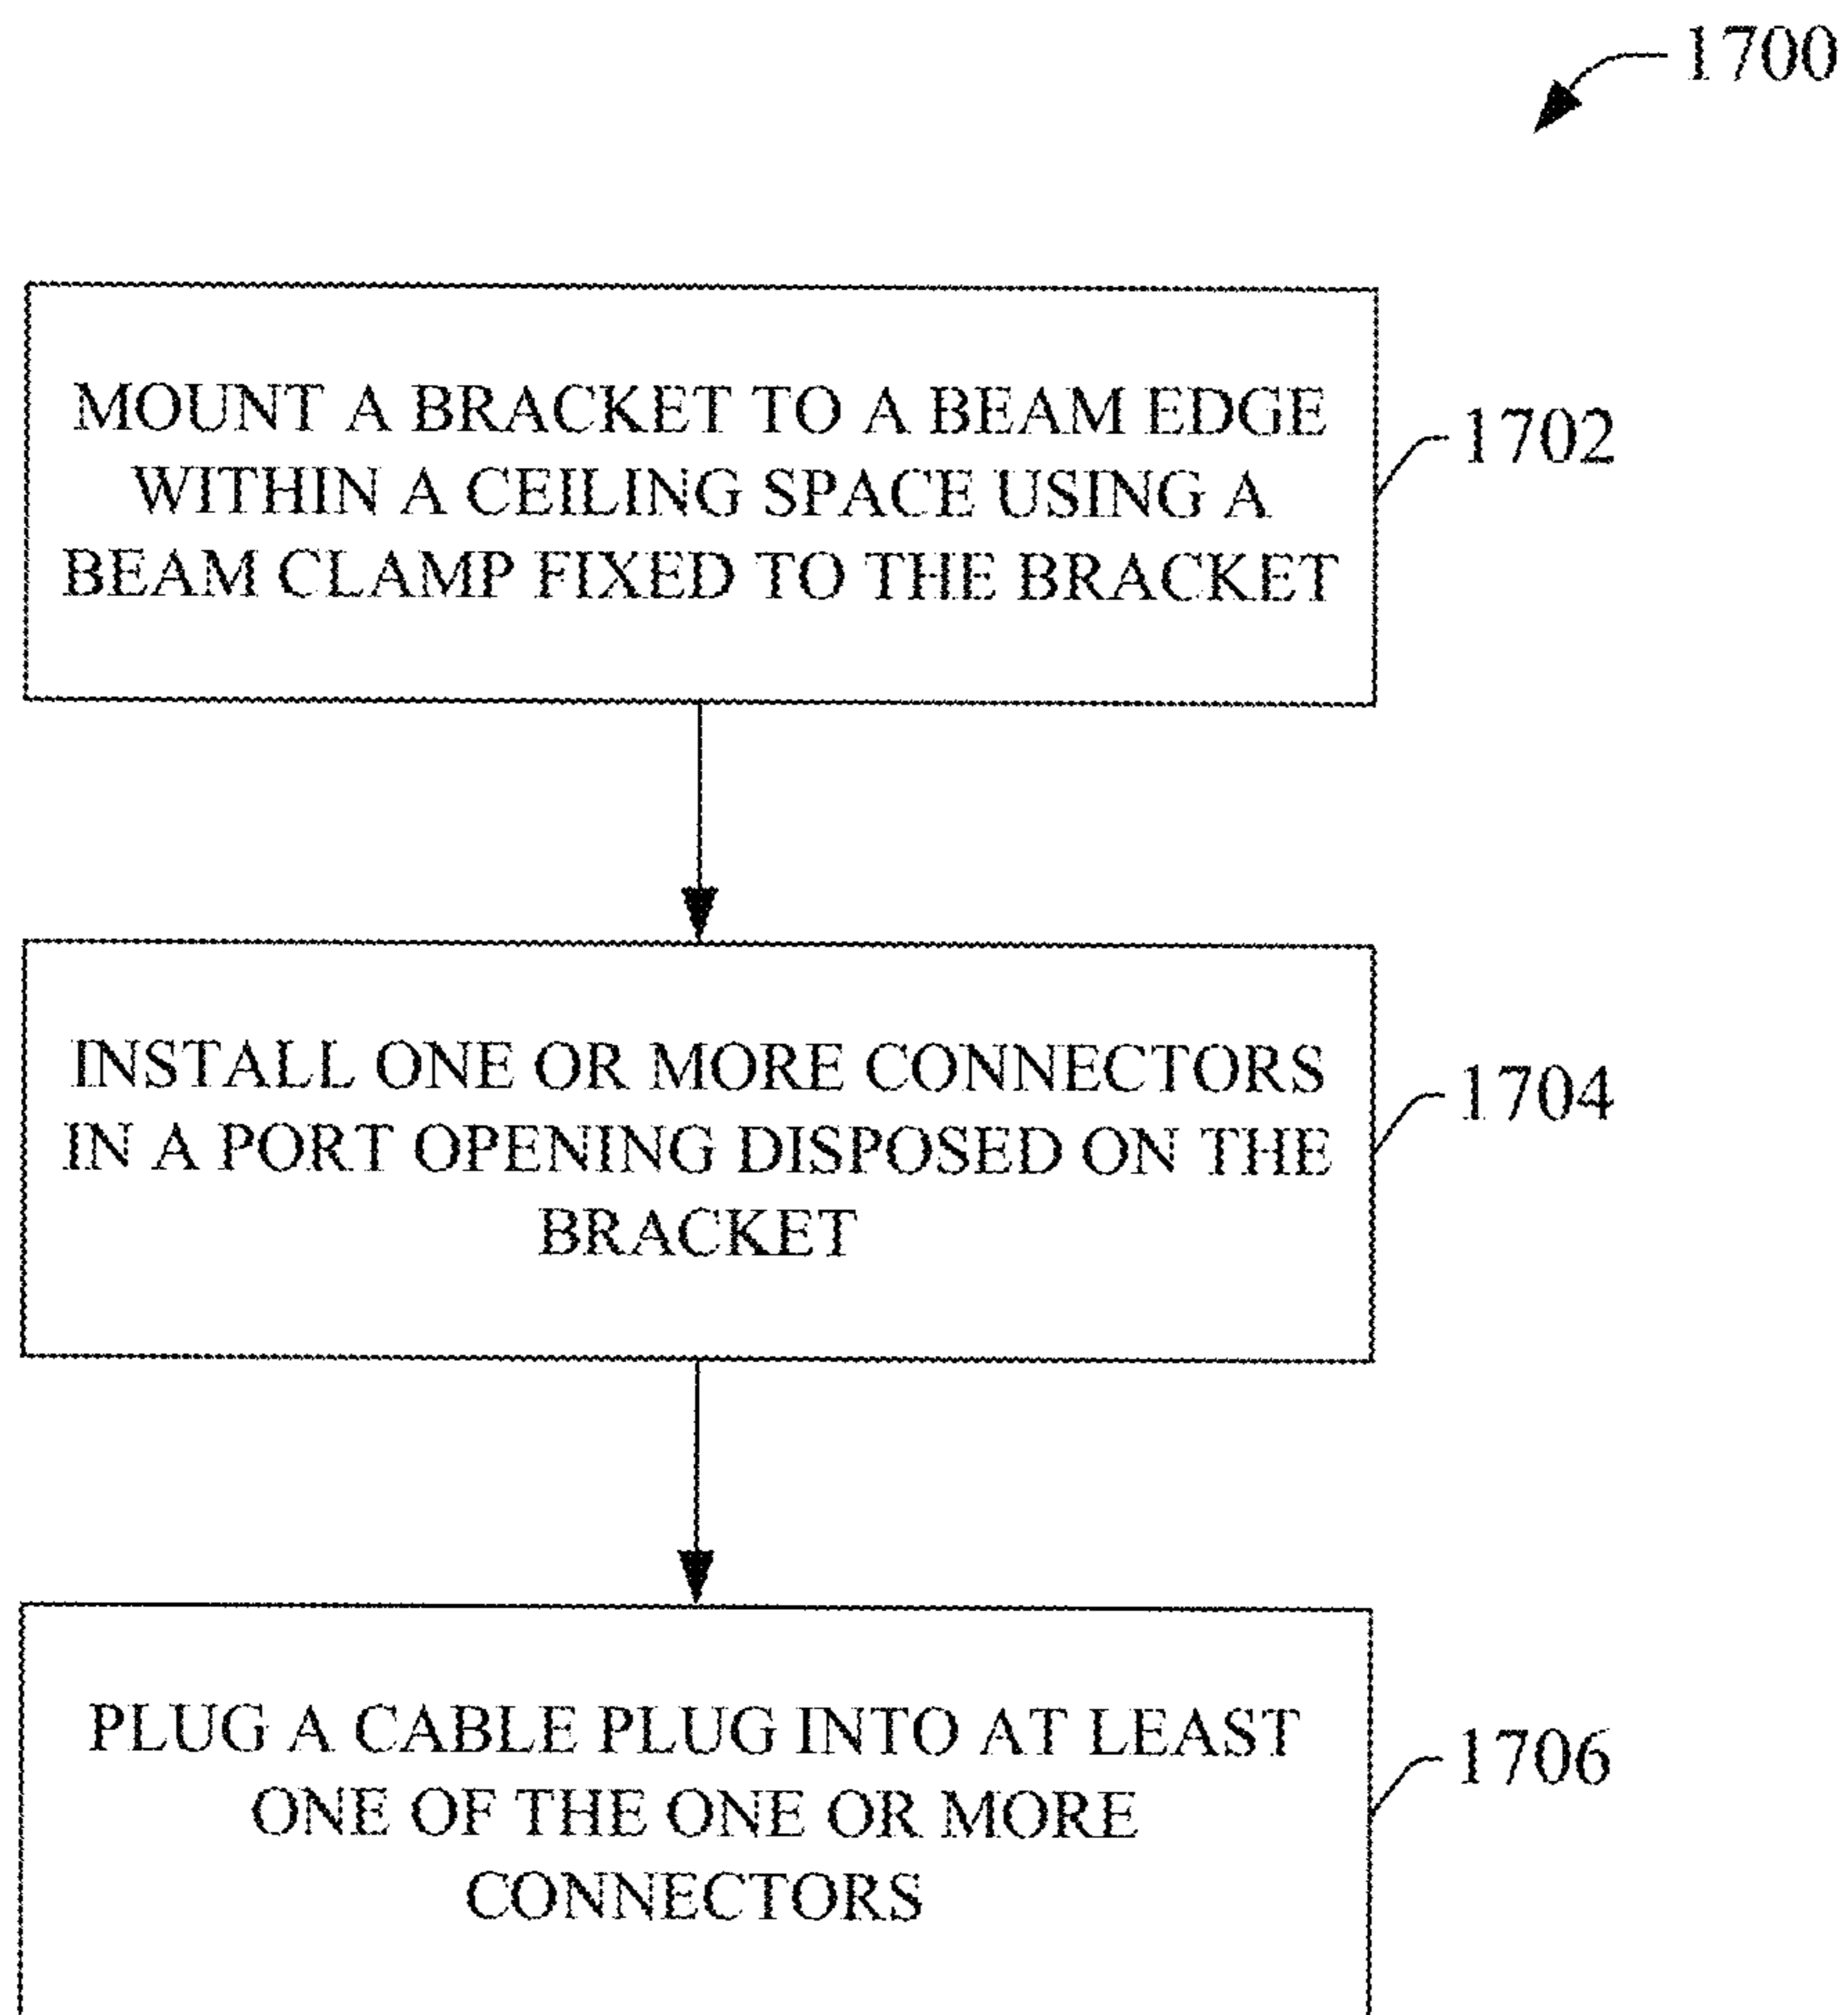 1700
MOUNT A BRACKET TO A BEAM EDGE
WITHIN A CEILING SPACE USING A
BEAM CLAMP FIXED TO THE BRACKET
1702
INSTALL ONE OR MORE CONNECTORS
IN A PORT OPENING DISPOSED ON THE
BRACKET
1704
PLUG A CABLE PLUG INTO AT LEAST
ONE OF THE ONE OR MORE
CONNECTORS
1706